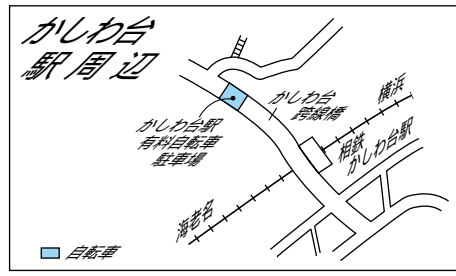 かしわ台
駅周辺
かしわ台
跨線橋
横浜
かしわ台駅
有料自転車
駐車場
相鉄
かしわ台駅
海老名
自転車